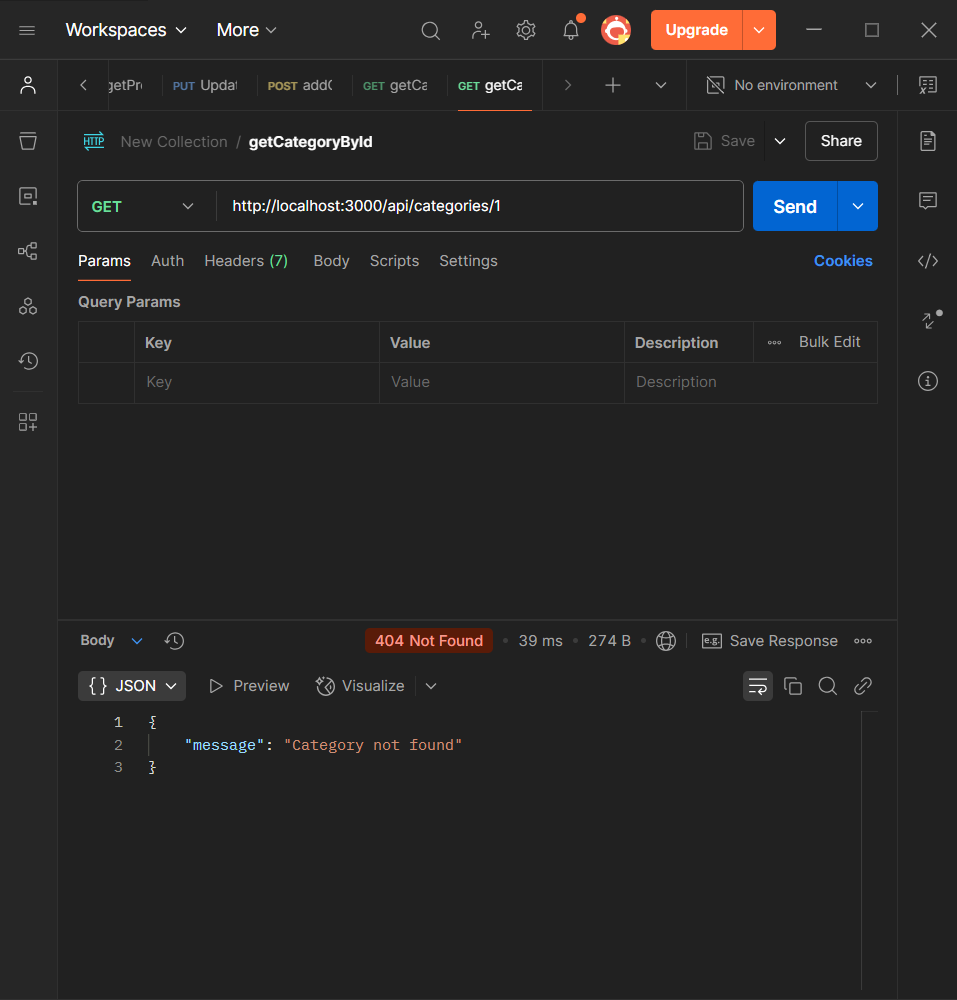 Workspaces More Upgrade
getPr PUT Updat POST addC GET getCa GET getCa No environment
HTTP New Collection / getCategoryById Save Share
GET http://localhost:3000/api/categories/1 Send
Params Auth Headers (7) Body Scripts Settings Cookies
Query Params
Key Value Description Bulk Edit
Key Value Description
Body 404 Not Found 39 ms 274 B e.g. Save Response
{} JSON Preview Visualize
1 {
2 "message": "Category not found"
3 }